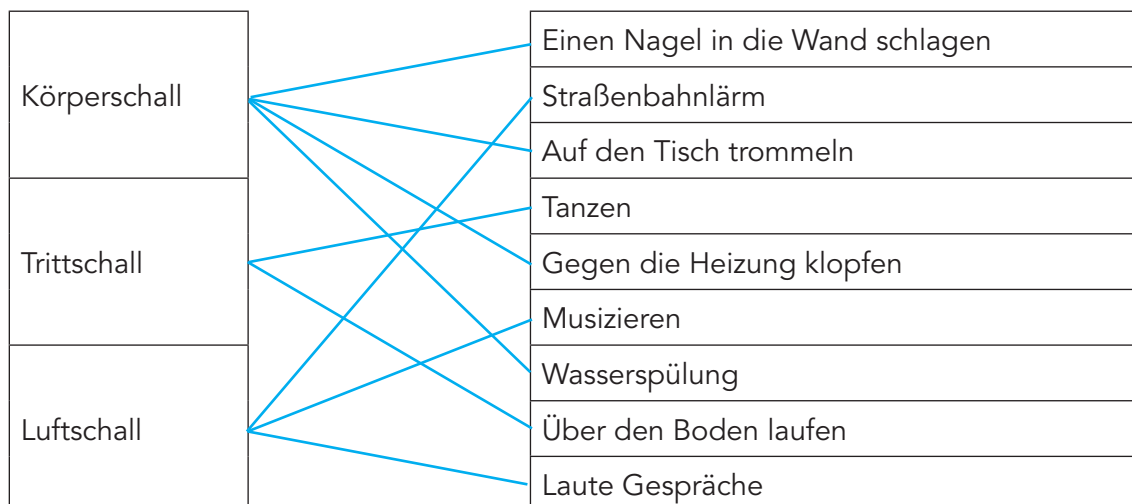 Körperschall
Trittschall
Luftschall
Einen Nagel in die Wand schlagen
Straßenbahnlärm
Auf den Tisch trommeln
Tanzen
Gegen die Heizung klopfen
Musizieren
Wasserspülung
Über den Boden laufen
Laute Gespräche